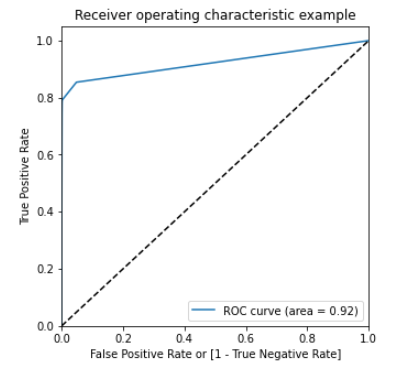 Receiver operating characteristic example
1.0
0.8
0.6
0.4
0.2
0.0
True Positive Rate
ROC curve (area = 0.92)
0.0 0.2 0.4 0.6 0.8 1.0
False Positive Rate or [1 - True Negative Rate]